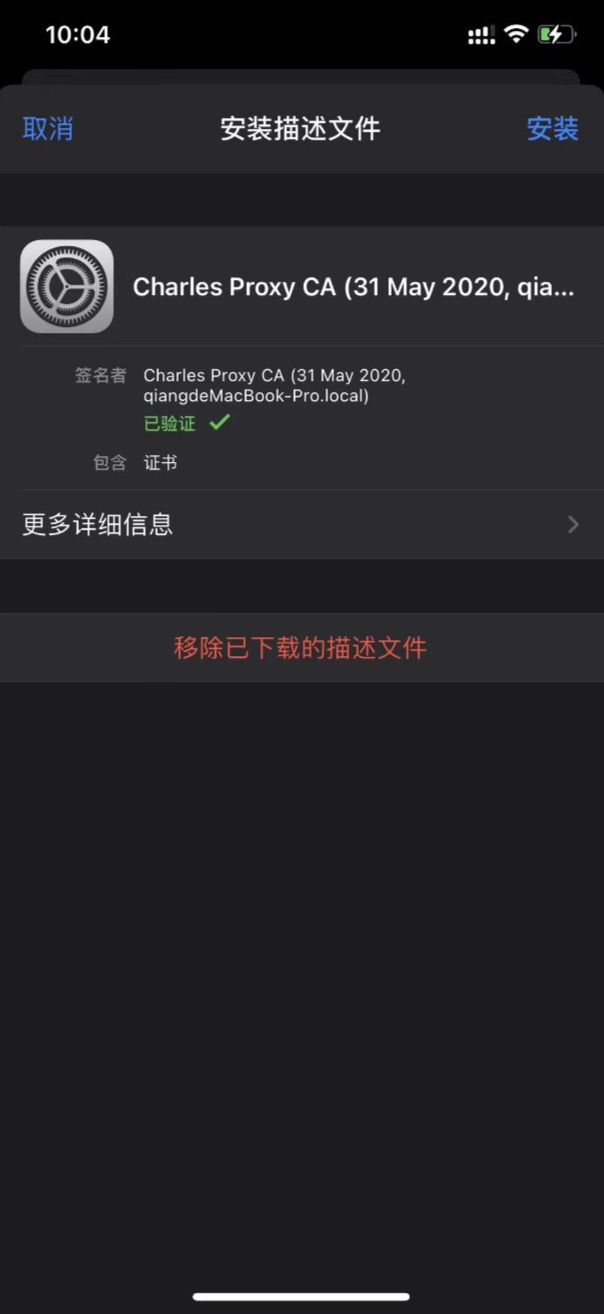 10:04
取消 安装描述文件 安装
Charles Proxy CA (31 May 2020, qia...
签名者 Charles Proxy CA (31 May 2020,
qiangdeMacBook-Pro.local)
已验证
包含 证书
更多详细信息
移除已下载的描述文件